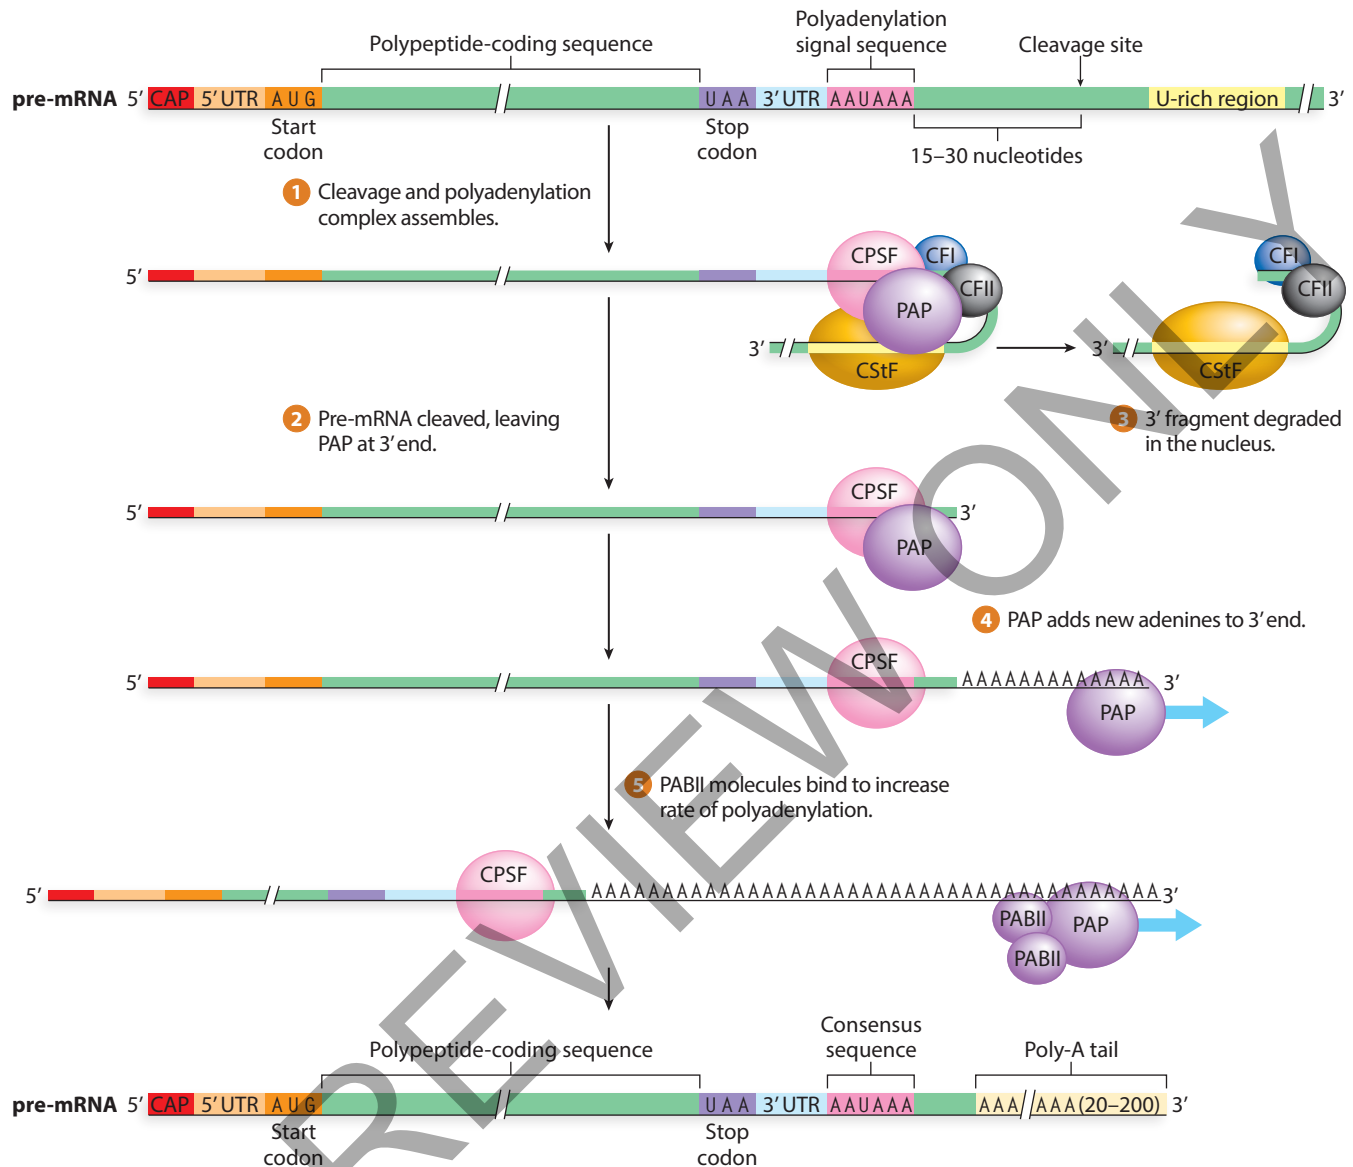 Polypeptide-coding sequence
Polyadenylation
signal sequence
Cleavage site
pre-mRNA 5′ CAP 5′ UTR A U G U A A 3′ UTR A A U A A A U-rich region 3′
Start
codon
Stop
codon
15–30 nucleotides
1 Cleavage and polyadenylation
complex assembles.
5′
CPSF
CFI
CFII
PAP
3′
CStF
CFI
CFII
3′
CStF
2 Pre-mRNA cleaved, leaving
PAP at 3′ end.
3 3′ fragment degraded
in the nucleus.
5′
CPSF
3′
PAP
4 PAP adds new adenines to 3′ end.
5′
CPSF
A A A A A A A A A A A A A 3′
PAP
5 PABII molecules bind to increase
rate of polyadenylation.
5′
CPSF
A A A A A A A A A A A A A A A A A A A A A A A A A A A A A A A A A A A A A A A A 3′
PABII
PAP
PABII
Polypeptide-coding sequence
Consensus
sequence
Poly-A tail
pre-mRNA 5′ CAP 5′ UTR A U G U A A 3′ UTR A A U A A A A A A A A A (20–200) 3′
Start
codon
Stop
codon
REVIEW ONLY